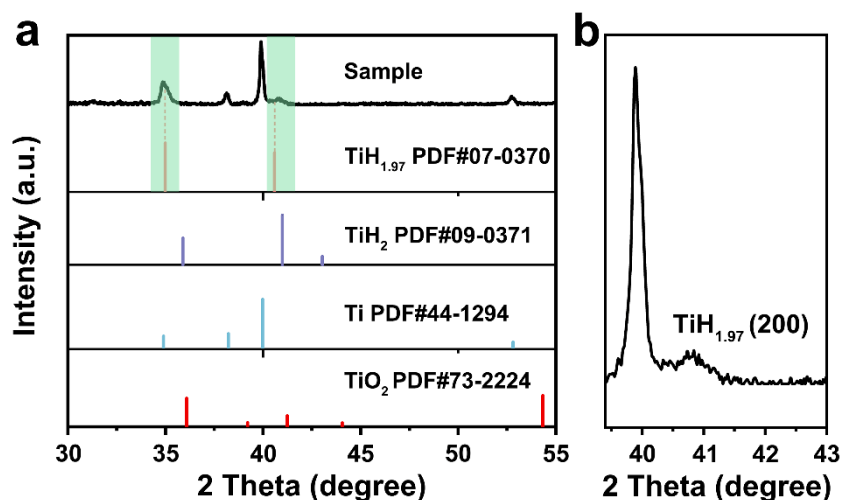 a
Intensity (a.u.)
Sample
TiH1.97 PDF#07-0370
TiH2 PDF#09-0371
Ti PDF#44-1294
TiO2 PDF#73-2224
30 35 40 45 50 55
2 Theta (degree)
b
TiH1.97 (200)
40 41 42 43
2 Theta (degree)